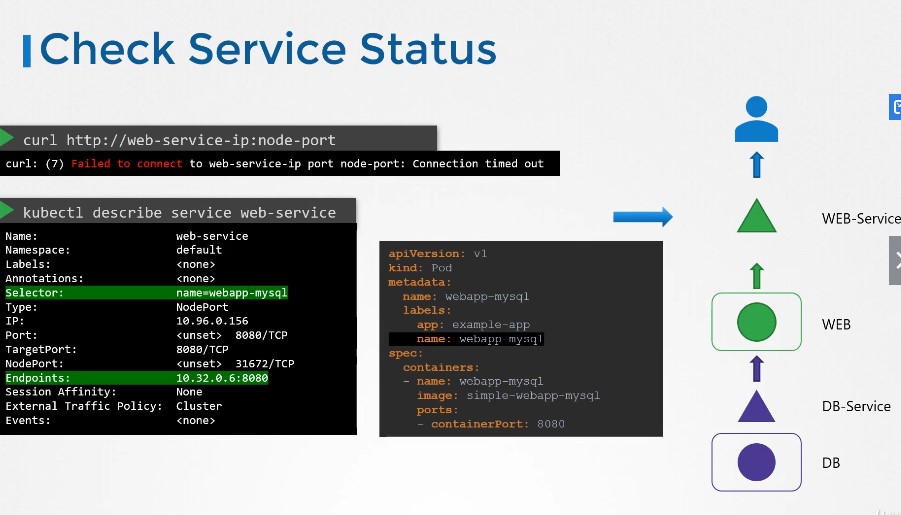 Check Service Status
curl http://web-service-ip:node-port
curl: (7) Failed to connect to web-service-ip port node-port: Connection timed out
kubectl describe service web-service
Name: web-service
Namespace: default
Labels: <none>
Annotations: <none>
Selector: name=webapp-mysql
Type: NodePort
IP: 10.96.0.156
Port: <unset> 8080/TCP
TargetPort: 8080/TCP
NodePort: <unset> 31672/TCP
Endpoints: 10.32.0.6:8080
Session Affinity: None
External Traffic Policy: Cluster
Events: <none>
apiVersion: v1
kind: Pod
metadata:
  name: webapp-mysql
  labels:
    app: example-app
    name: webapp-mysql
spec:
  containers:
  - name: webapp-mysql
    image: simple-webapp-mysql
    ports:
    - containerPort: 8080
WEB-Service
WEB
DB-Service
DB